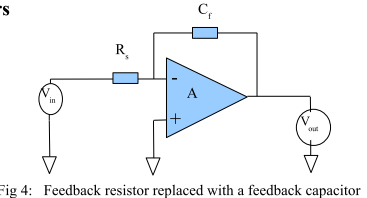 rs
C f
R s
V in
-
A
+
V out
Fig 4: Feedback resistor replaced with a feedback capacitor